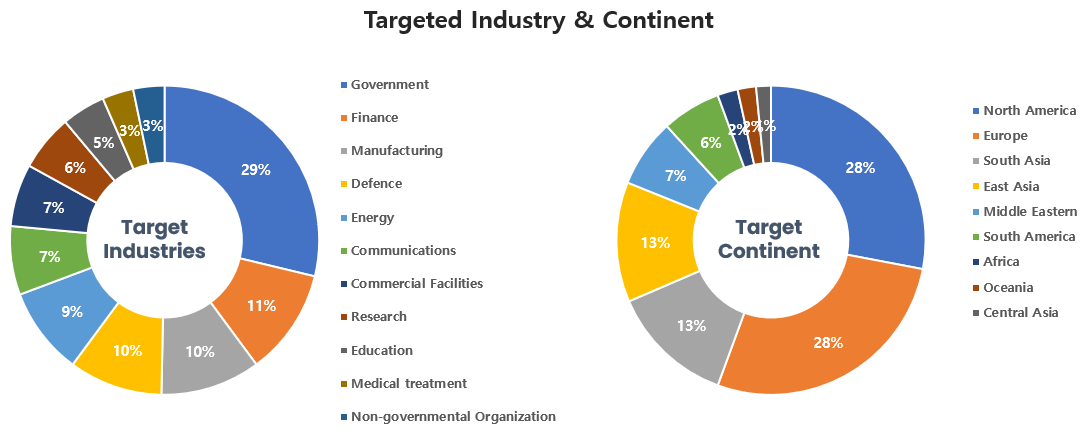 Targeted Industry & Continent
Target
Industries
29%
11%
10%
10%
9%
7%
7%
6%
5%
3%
3%
Government
Finance
Manufacturing
Defence
Energy
Communications
Commercial Facilities
Research
Education
Medical treatment
Non-governmental Organization
Target
Continent
28%
28%
13%
13%
7%
6%
2%
2%
1%
North America
Europe
South Asia
East Asia
Middle Eastern
South America
Africa
Oceania
Central Asia